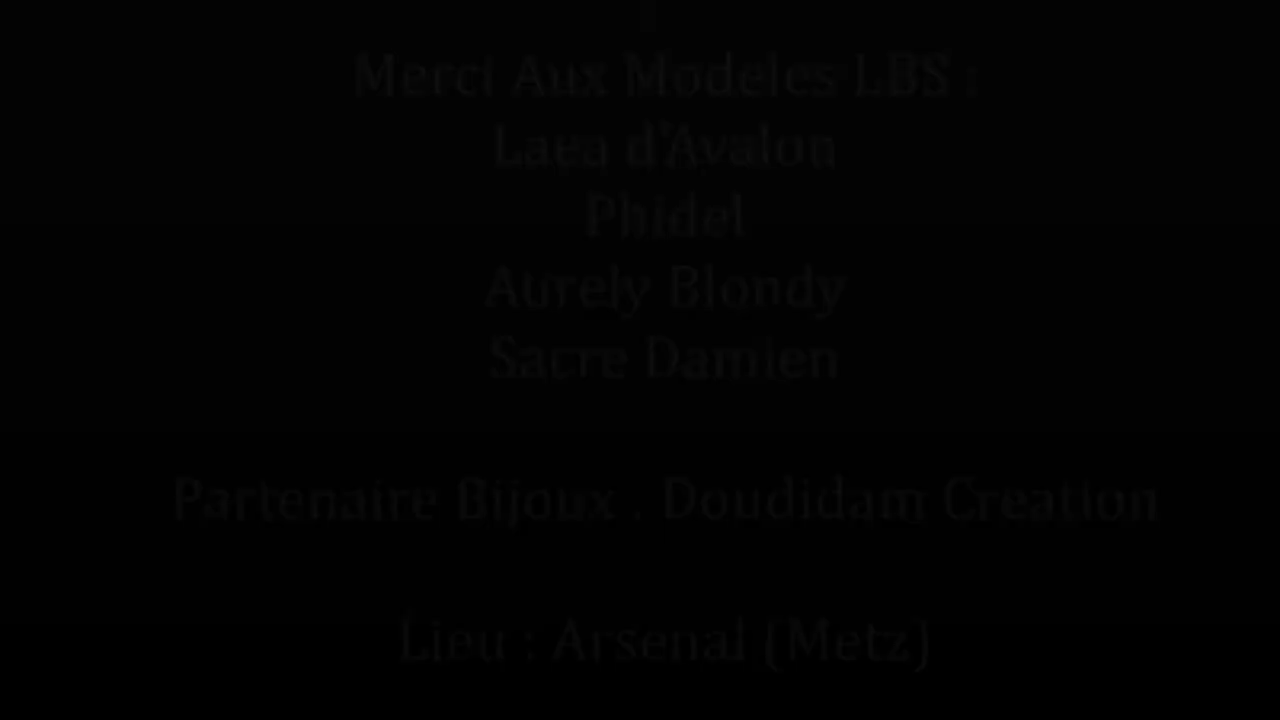 Merci Aux Modeles LBS :
Laea d'Avalon
Phidel
Aurely Blondy
Sacre Damien
Partenaire Bijoux : Doudidam Creation
Lieu : Arsenal (Metz)